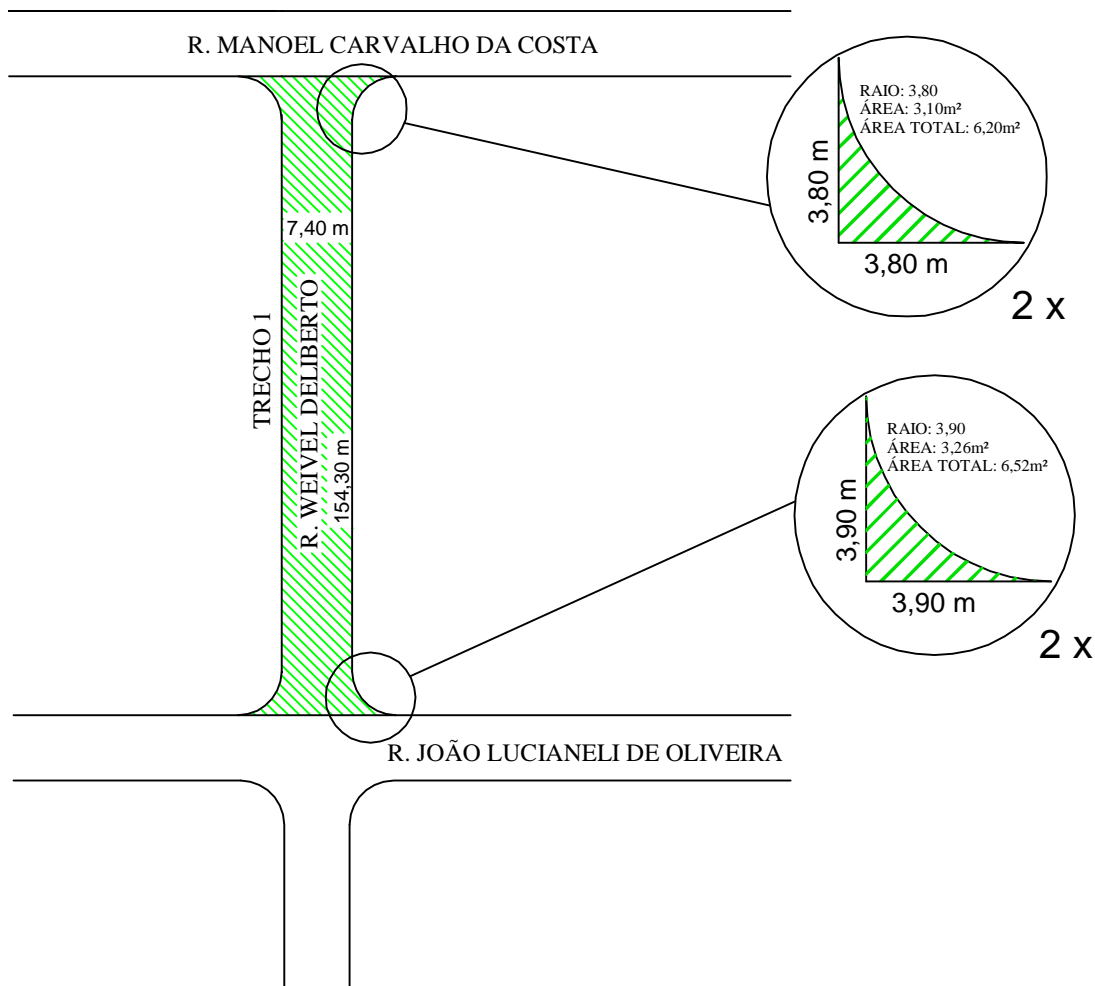 R. MANOEL CARVALHO DA COSTA
RAIO: 3,80
ÁREA: 3,10m²
ÁREA TOTAL: 6,20m²
3,80 m
3,80 m
2 x
7,40 m
TRECHO 1
R. WEIVEL DELIBERTO
154,30 m
RAIO: 3,90
ÁREA: 3,26m²
ÁREA TOTAL: 6,52m²
3,90 m
3,90 m
2 x
R. JOÃO LUCIANELI DE OLIVEIRA